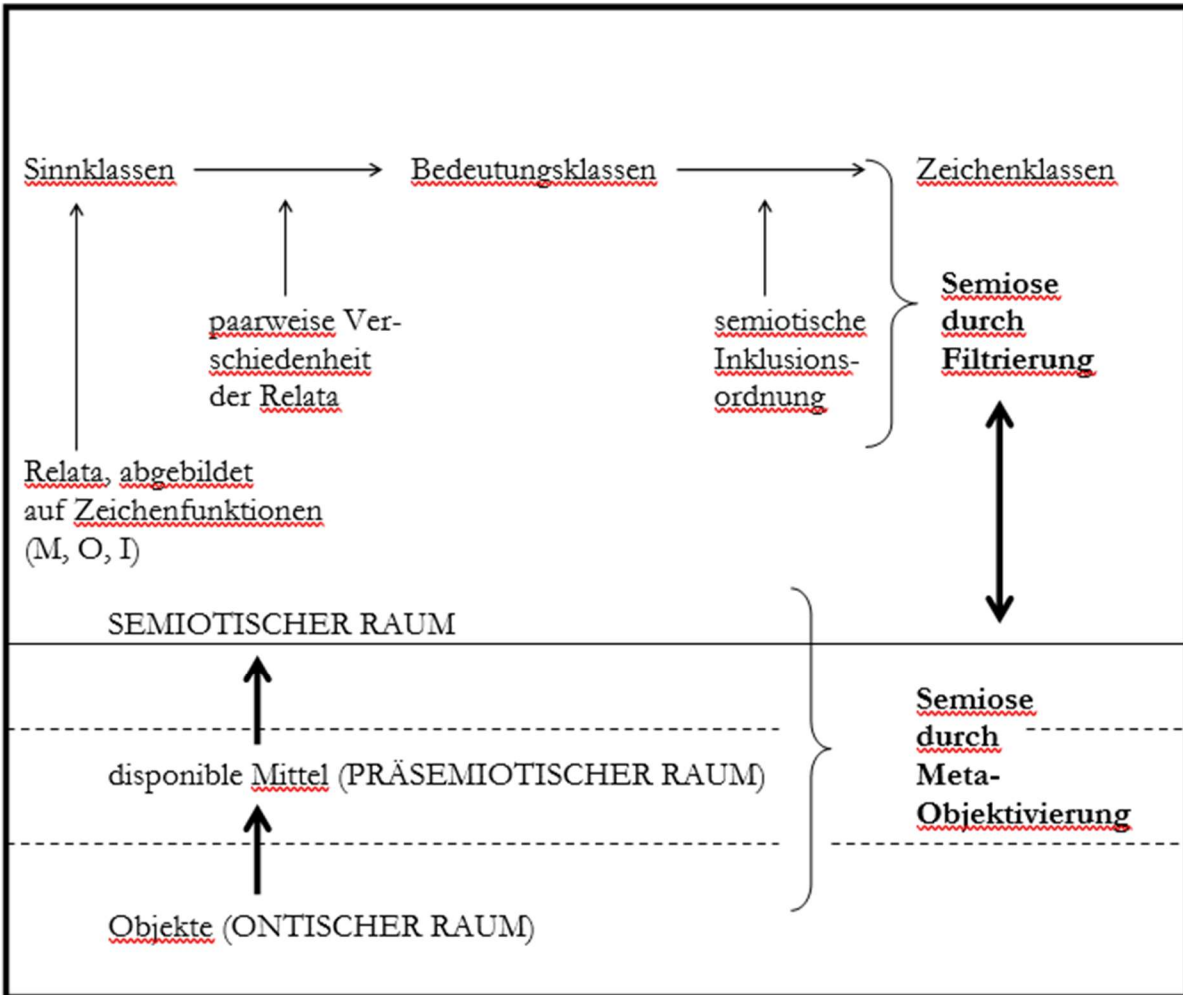 Sinnklassen
Bedeutungsklassen
Zeichenklassen
paarweise Ver-
schiedenheit
der Relata
semiotische
Inklusions-
ordnung
Semiose
durch
Filtrierung
Relata, abgebildet
auf Zeichenfunktionen
(M, O, I)
SEMIOTISCHER RAUM
Semiose
durch
Meta-
Objektivierung
disponible Mittel (PRÄSEMIOTISCHER RAUM)
Objekte (ONTISCHER RAUM)